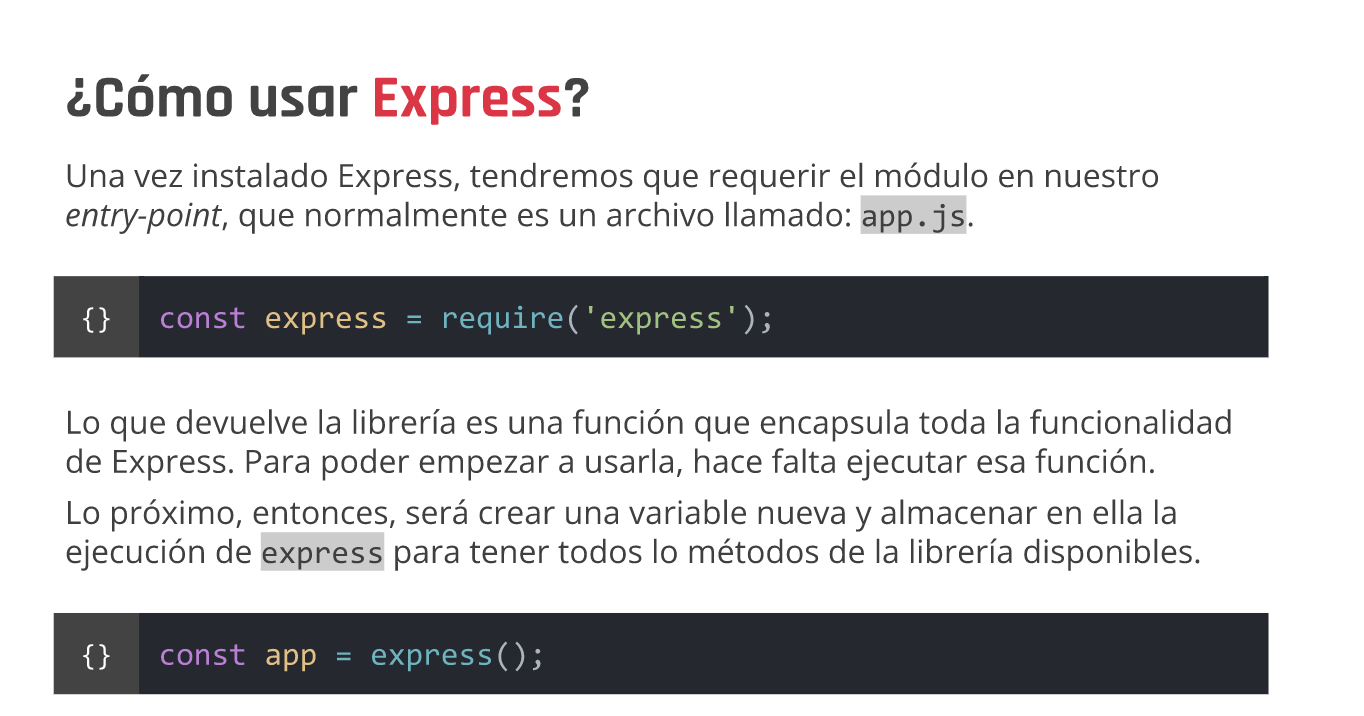 ¿Cómo usar Express?
Una vez instalado Express, tendremos que requerir el módulo en nuestro
entry-point, que normalmente es un archivo llamado: app.js.
{} const express = require('express');
Lo que devuelve la librería es una función que encapsula toda la funcionalidad
de Express. Para poder empezar a usarla, hace falta ejecutar esa función.
Lo próximo, entonces, será crear una variable nueva y almacenar en ella la
ejecución de express para tener todos lo métodos de la librería disponibles.
{} const app = express();